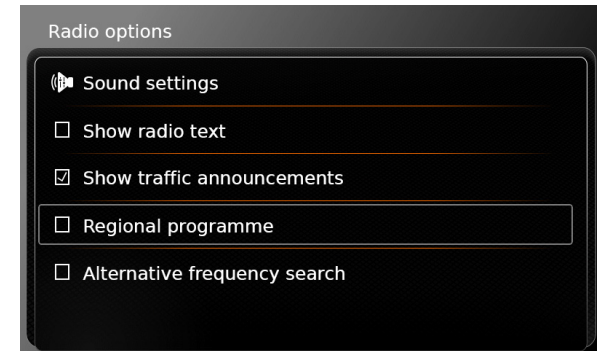 Radio options
Sound settings
Show radio text
Show traffic announcements
Regional programme
Alternative frequency search